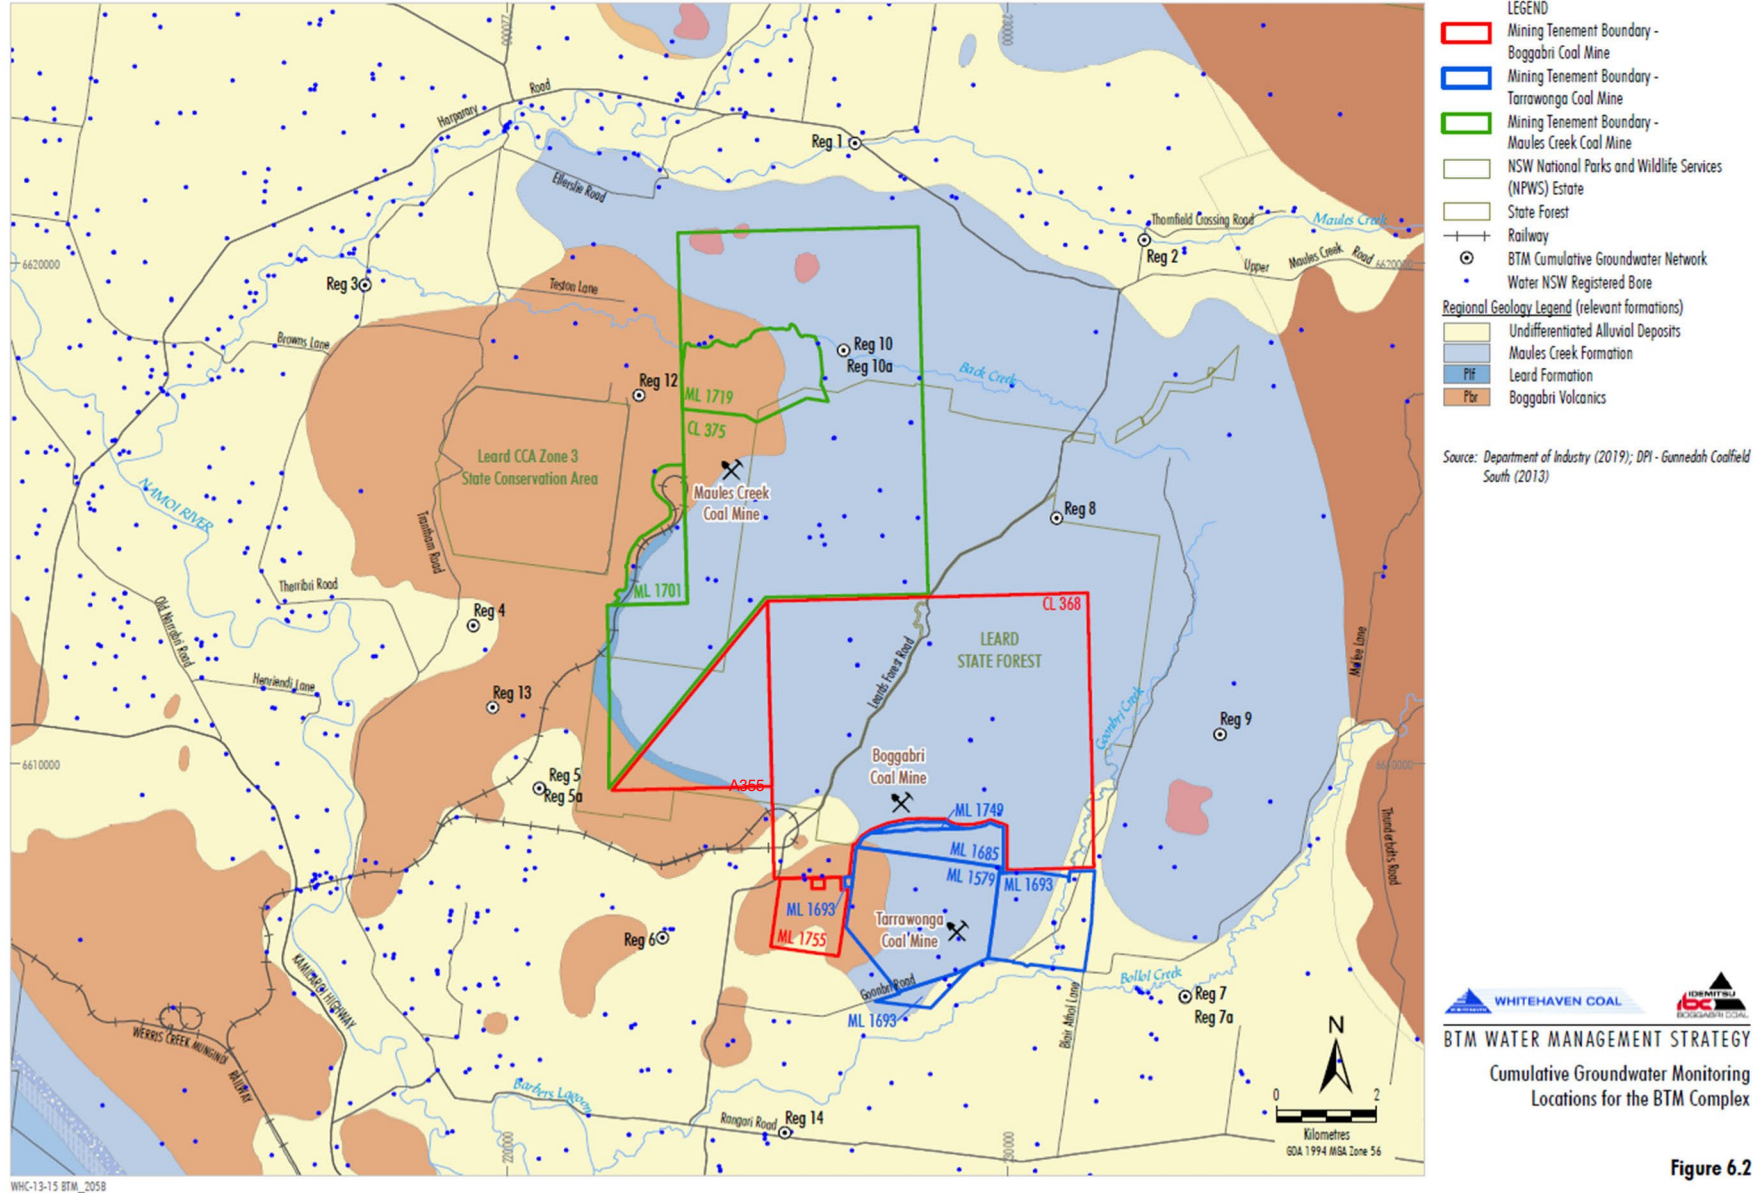 LEGEND
Mining Tenement Boundary -
Boggabri Coal Mine
Mining Tenement Boundary -
Tarrawonga Coal Mine
Mining Tenement Boundary -
Maules Creek Coal Mine
NSW National Parks and Wildlife Services
(NPWS) Estate
State Forest
Railway
BTM Cumulative Groundwater Network
Water NSW Registered Bore
Regional Geology Legend (relevant formations)
Undifferentiated Alluvial Deposits
Maules Creek Formation
Plf Leard Formation
Pbr Boggabri Volcanics
Source: Department of Industry (2019); DPI - Gunnedah Coalfield
South (2013)
220000
230000
Harparary
Road
Reg 1
Ellerslie Road
Thornfield Crossing Road
Maules Creek
Reg 2
Upper
Maules Creek
Road
6620000
6620000
Reg 3
Teston Lane
Browns Lane
Reg 10
Reg 10a
Back Creek
Reg 12
ML 1719
CL 375
Leard CCA Zone 3
State Conservation Area
Maules Creek
Coal Mine
NAMOI RIVER
Reg 8
Trantham Road
Therribri Road
ML 1701
CL 368
Reg 4
LEARD
STATE FOREST
Old Narrabri Road
Leards Forest Road
Henriendi Lane
Reg 13
Goonbri Creek
Reg 9
6610000
Boggabri
Coal Mine
A355
Reg 5
Reg 5a
Thunderbolts Road
ML 1749
ML 1685
ML 1579
ML 1693
ML 1693
Tarrawonga
Coal Mine
ML 1755
Reg 6
KAMILAROI HIGHWAY
Goonbri Road
Bollol Creek
Reg 7
Reg 7a
ML 1693
Blair Athol Lane
WERRIS CREEK MUNGINDI
RAILWAY
Barbers Lagoon
Rangari Road
Reg 14
220000
230000
N
0
2
Kilometres
GDA 1994 MGA Zone 56
WHITEHAVEN COAL
IDEMITSU
bc
BOGGABRI COAL
BTM WATER MANAGEMENT STRATEGY
Cumulative Groundwater Monitoring
Locations for the BTM Complex
Figure 6.2
WHC-13-15 BTM_205B